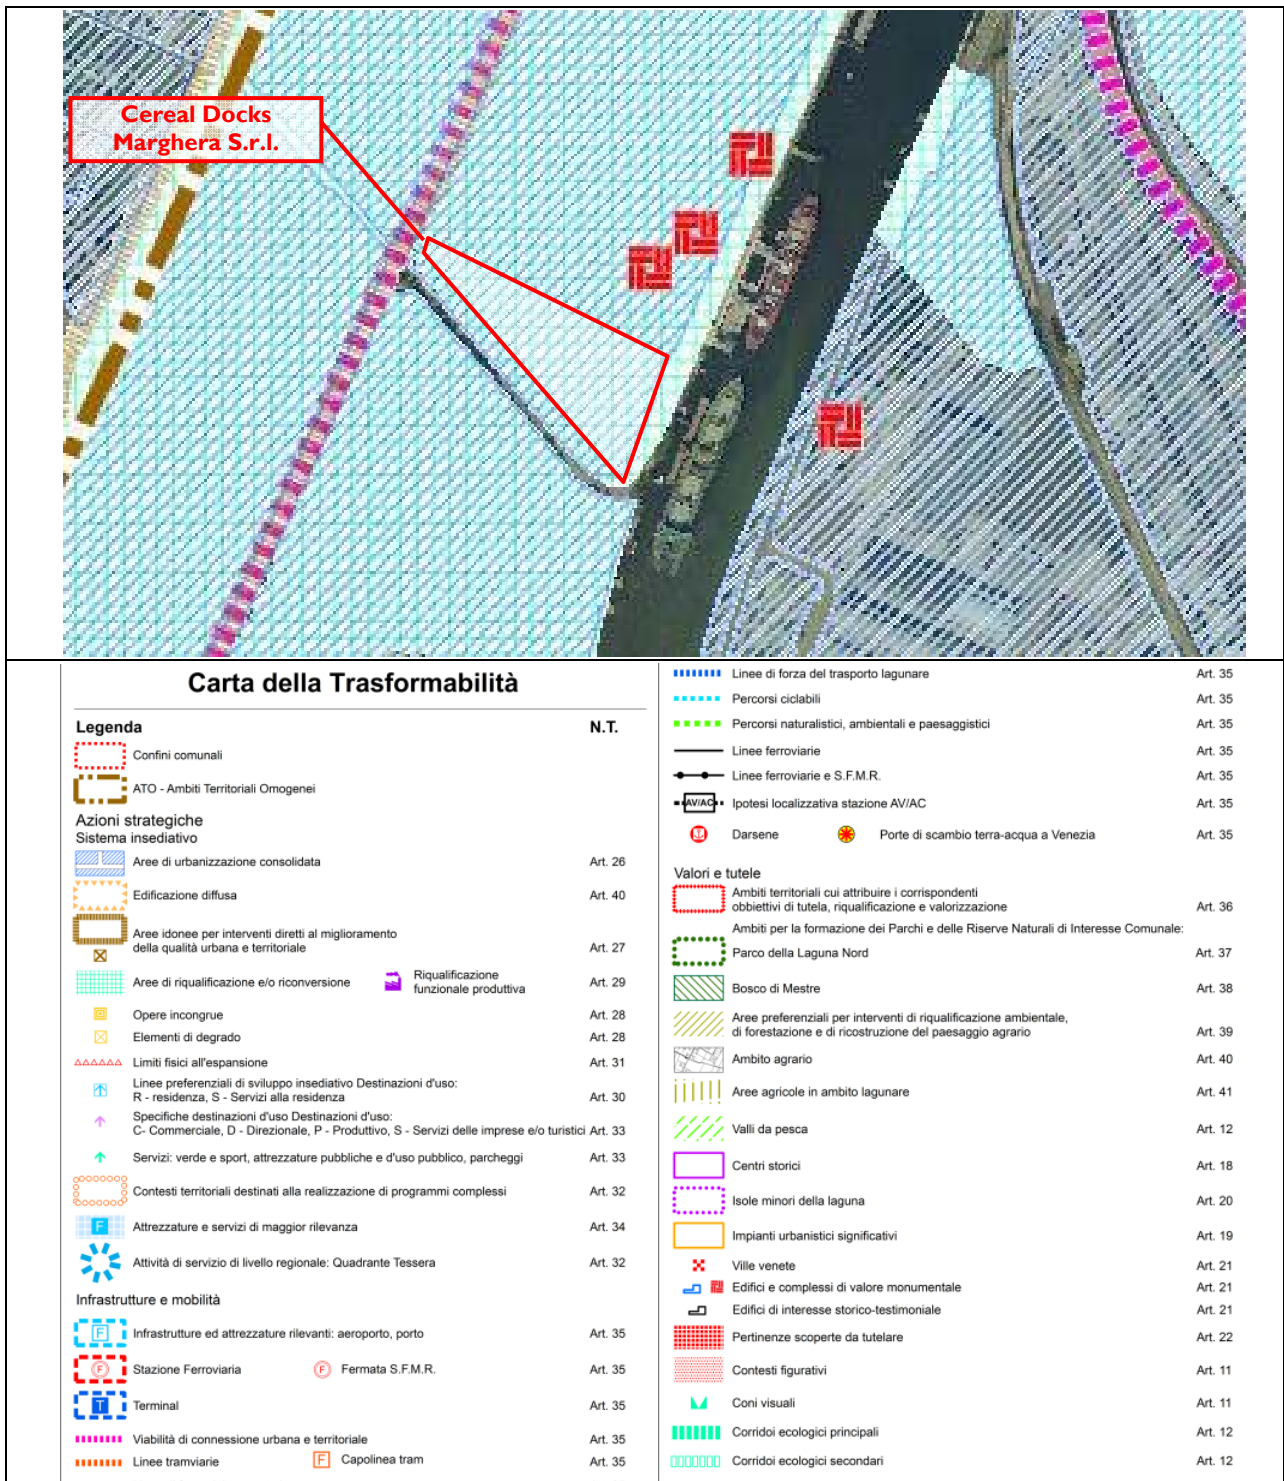 Cereal Docks
Marghera S.r.l.
Carta della Trasformabilità
Legenda N.T.
Confini comunali
ATO - Ambiti Territoriali Omogenei
Azioni strategiche
Sistema insediativo
Aree di urbanizzazione consolidata Art. 26
Edificazione diffusa Art. 40
Aree idonee per interventi diretti al miglioramento
della qualità urbana e territoriale Art. 27
Aree di riqualificazione e/o riconversione Riqualificazione
funzionale produttiva Art. 29
Opere incongrue Art. 28
Elementi di degrado Art. 28
Limiti fisici all'espansione Art. 31
Linee preferenziali di sviluppo insediativo Destinazioni d'uso:
R - residenza, S - Servizi alla residenza Art. 30
Specifiche destinazioni d'uso Destinazioni d'uso:
C- Commerciale, D - Direzionale, P - Produttivo, S - Servizi delle imprese e/o turistici Art. 33
Servizi: verde e sport, attrezzature pubbliche e d'uso pubblico, parcheggi Art. 33
Contesti territoriali destinati alla realizzazione di programmi complessi Art. 32
F Attrezzature e servizi di maggior rilevanza Art. 34
Attività di servizio di livello regionale: Quadrante Tessera Art. 32
Infrastrutture e mobilità
F Infrastrutture ed attrezzature rilevanti: aeroporto, porto Art. 35
F Stazione Ferroviaria F Fermata S.F.M.R. Art. 35
T Terminal Art. 35
Viabilità di connessione urbana e territoriale Art. 35
Linee tramviarie F Capolinea tram Art. 35
Linee di forza del trasporto lagunare Art. 35
Percorsi ciclabili Art. 35
Percorsi naturalistici, ambientali e paesaggistici Art. 35
Linee ferroviarie Art. 35
Linee ferroviarie e S.F.M.R. Art. 35
AV/AC Ipotesi localizzativa stazione AV/AC Art. 35
Darsene Porte di scambio terra-acqua a Venezia Art. 35
Valori e tutele
Ambiti territoriali cui attribuire i corrispondenti
obbiettivi di tutela, riqualificazione e valorizzazione Art. 36
Ambiti per la formazione dei Parchi e delle Riserve Naturali di Interesse Comunale:
Parco della Laguna Nord Art. 37
Bosco di Mestre Art. 38
Aree preferenziali per interventi di riqualificazione ambientale,
di forestazione e di ricostruzione del paesaggio agrario Art. 39
Ambito agrario Art. 40
Aree agricole in ambito lagunare Art. 41
Valli da pesca Art. 12
Centri storici Art. 18
Isole minori della laguna Art. 20
Impianti urbanistici significativi Art. 19
Ville venete Art. 21
Edifici e complessi di valore monumentale Art. 21
Edifici di interesse storico-testimoniale Art. 21
Pertinenze scoperte da tutelare Art. 22
Contesti figurativi Art. 11
Coni visuali Art. 11
Corridoi ecologici principali Art. 12
Corridoi ecologici secondari Art. 12